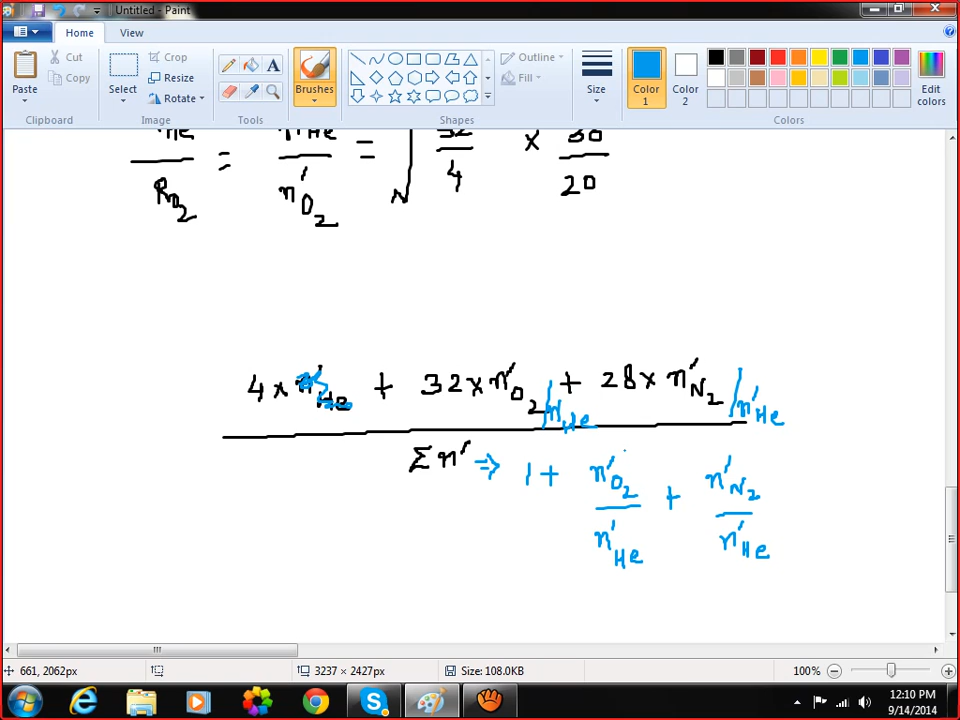 Untitled - Paint
Home View
Cut
Copy
Paste
Clipboard
Select
Resize
Rotate
Image
A
Tools
Brushes
Outline
Fill
Shapes
Size
Color 1
Color 2
Edit colors
Colors
He / R O2 = n'He / n'O2 = √ 32/4 × 30/20
4 × n'He + 32 × n'O2 /n'He + 28 × n'N2 /n'He
Σn' ⇒ 1 + n'O2 / n'He + n'N2 / n'He
661, 2062px
3237 × 2427px
Size: 108.0KB
100%
12:10 PM
9/14/2014